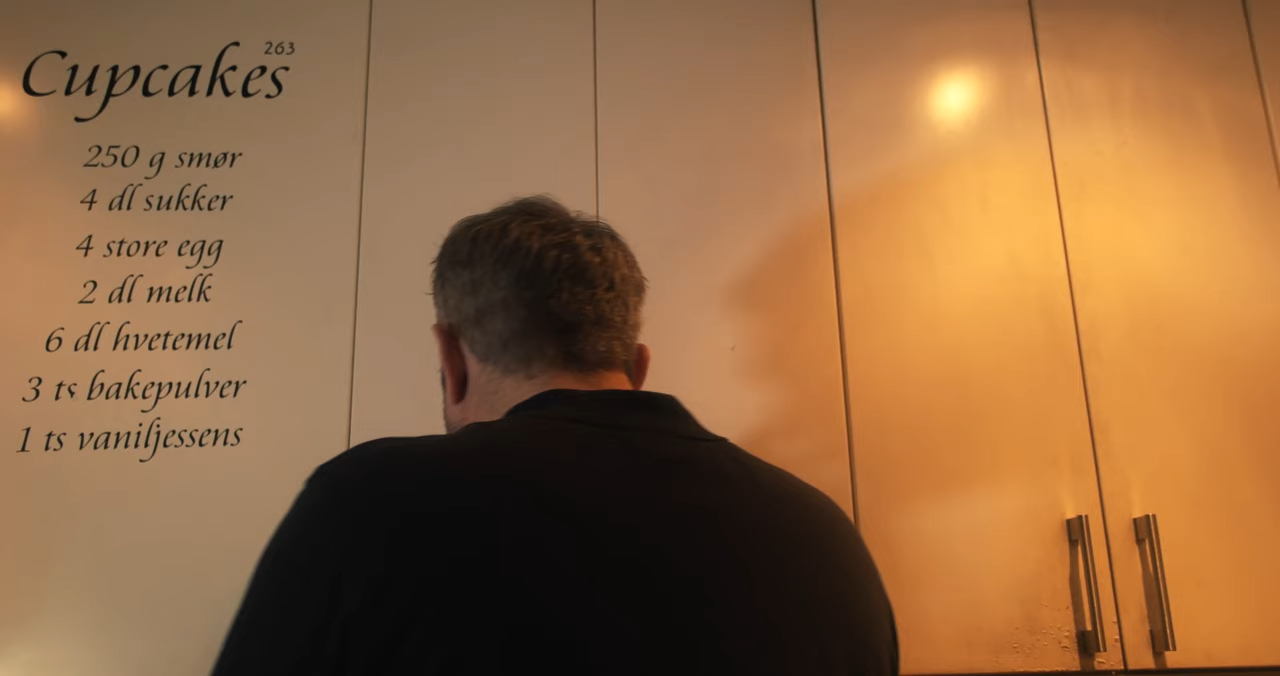 Cupcakes 263
250 g smør
4 dl sukker
4 store egg
2 dl melk
6 dl hvetemel
3 ts bakepulver
1 ts vaniljessens